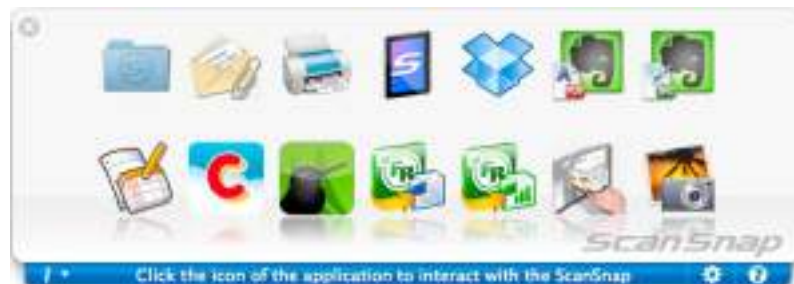 ScanSnap
Click the icon of the application to interact with the ScanSnap